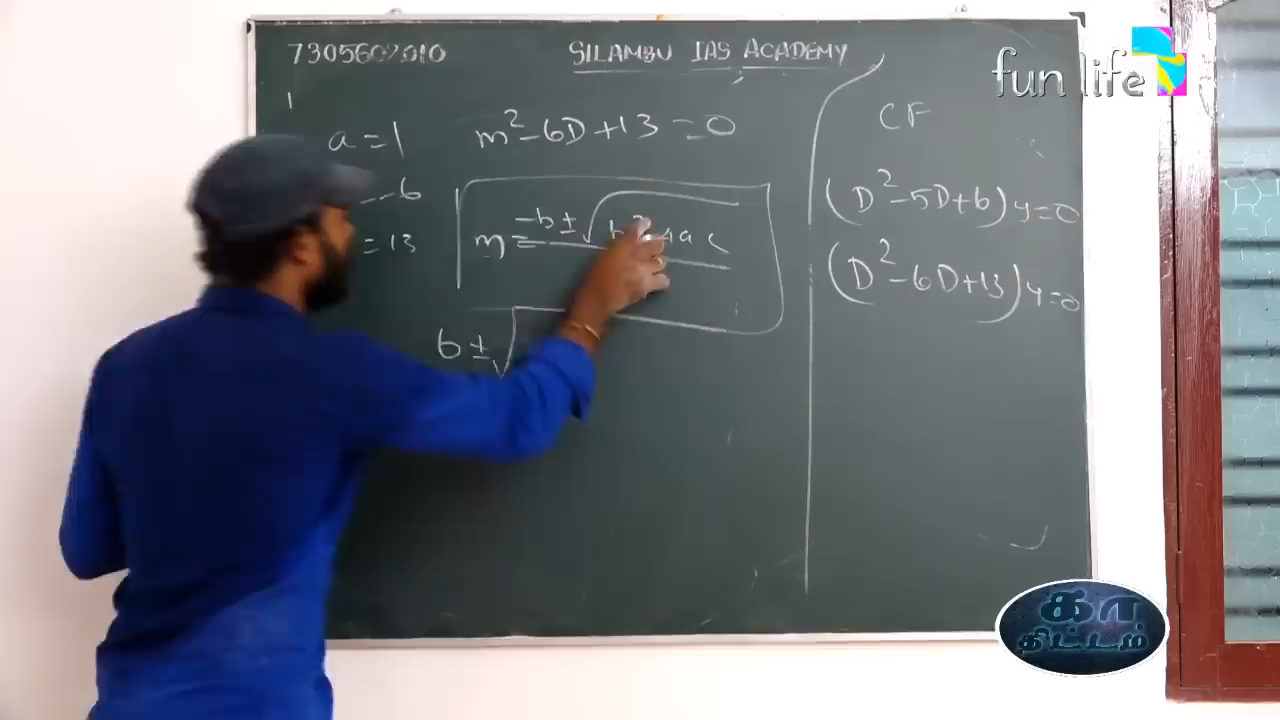 7305602010 SILAMBU IAS ACADEMY
fun life
a = 1
m² - 6D + 13 = 0
CF
- 6
= 13
m = -b ± √
(D² - 5D + 6) y = 0
(D² - 6D + 13) y = 0
6 ± √
கா
திட்டம்